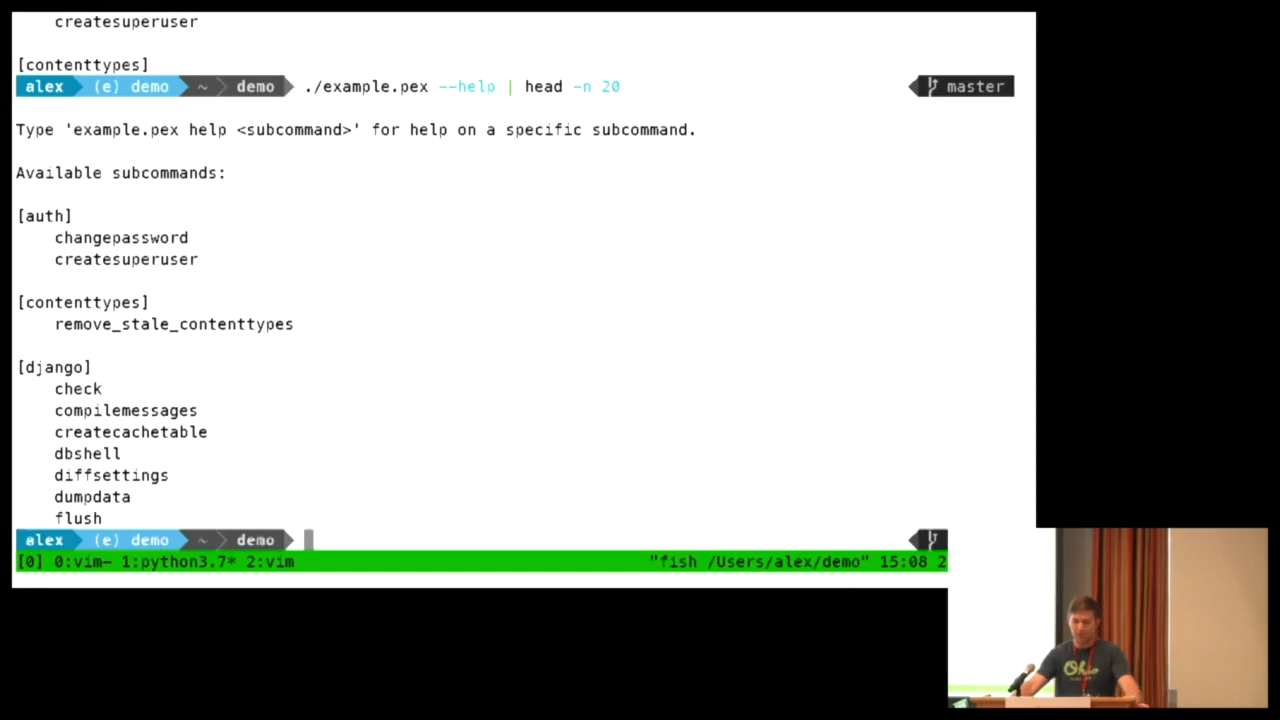 createsuperuser
[contenttypes]
alex (e) demo ~ demo ./example.pex --help | head -n 20 master
Type 'example.pex help <subcommand>' for help on a specific subcommand.
Available subcommands:
[auth]
changepassword
createsuperuser
[contenttypes]
remove_stale_contenttypes
[django]
check
compilemessages
createcachetable
dbshell
diffsettings
dumpdata
flush
alex (e) demo ~ demo
[0] 0:vim- 1:python3.7* 2:vim "fish /Users/alex/demo" 15:08 2
Ohio